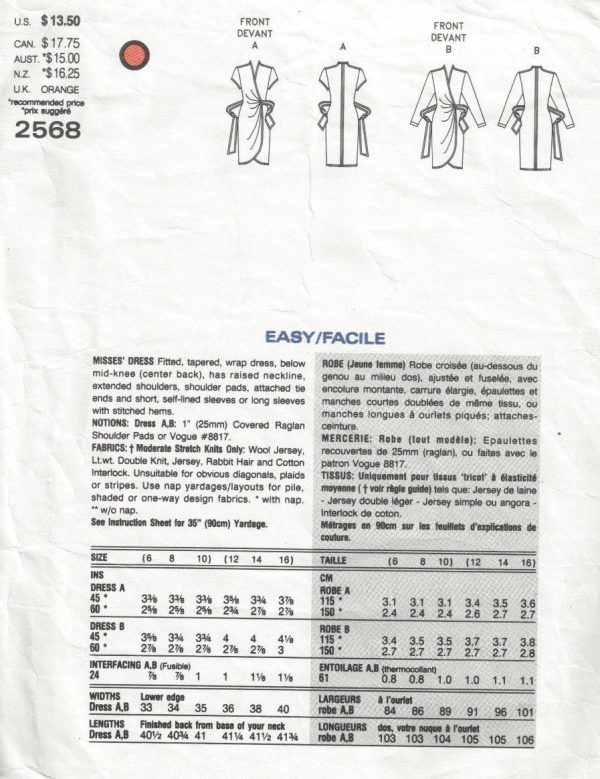 U.S. $13.50
CAN. $17.75
AUST. *$15.00
N.Z. *$16.25
U.K. ORANGE
*recommended price
*prix suggéré
2568
FRONT
DEVANT
A
A
FRONT
DEVANT
B
B
EASY/FACILE
MISSES' DRESS Fitted, tapered, wrap dress, below
mid-knee (center back), has raised neckline,
extended shoulders, shoulder pads, attached tie
ends and short, self-lined sleeves or long sleeves
with stitched hems.
NOTIONS: Dress A,B: 1" (25mm) Covered Raglan
Shoulder Pads or Vogue #8817.
FABRICS: † Moderate Stretch Knits Only: Wool Jersey,
Lt.wt. Double Knit, Jersey, Rabbit Hair and Cotton
Interlock. Unsuitable for obvious diagonals, plaids
or stripes. Use nap yardages/layouts for pile,
shaded or one-way design fabrics. * with nap.
** w/o nap.
See Instruction Sheet for 35" (90cm) Yardage.
SIZE (6 8 10) (12 14 16)
INS
DRESS A
45 * 3⅜ 3⅜ 3⅜ 3⅝ 3¾ 3⅞
60 * 2⅝ 2⅝ 2⅝ 2¾ 2⅞ 2⅞
DRESS B
45 * 3⅝ 3¾ 3¾ 4 4 4⅛
60 * 2⅞ 2⅞ 2⅞ 2⅞ 2⅞ 3
INTERFACING A,B (Fusible)
24 ⅞ ⅞ 1 1 1⅛ 1⅛
WIDTHS Lower edge
Dress A,B 33 34 35 36 38 40
LENGTHS Finished back from base of your neck
Dress A,B 40½ 40¾ 41 41¼ 41½ 41¾
ROBE (Jeune femme) Robe croisée (au-dessous du
genou au milieu dos), ajustée et fuselée, avec
encolure montante, carrure élargie, épaulettes et
manches courtes doublées de même tissu, ou
manches longues à ourlets piqués; attaches-
ceinture.
MERCERIE: Robe (tout modèle): Epaulettes
recouvertes de 25mm (raglan), ou faites avec le
patron Vogue 8817.
TISSUS: Uniquement pour tissus 'tricot' à élasticité
moyenne († voir règle guide) tels que: Jersey de laine
- Jersey double léger - Jersey simple ou angora -
Interlock de coton.
Métrages en 90cm sur les feuillets d'explications de
couture.
TAILLE (6 8 10) (12 14 16)
CM
ROBE A
115 * 3.1 3.1 3.1 3.4 3.5 3.6
150 * 2.4 2.4 2.4 2.6 2.7 2.7
ROBE B
115 * 3.4 3.5 3.5 3.7 3.7 3.8
150 * 2.7 2.7 2.7 2.7 2.7 2.8
ENTOILAGE A,B (thermocollant)
61 0.8 0.8 1.0 1.0 1.1 1.1
LARGEURS à l'ourlet
robe A,B 84 86 89 91 96 101
LONGUEURS dos, votre nuque à l'ourlet
robe A,B 103 103 104 105 105 106